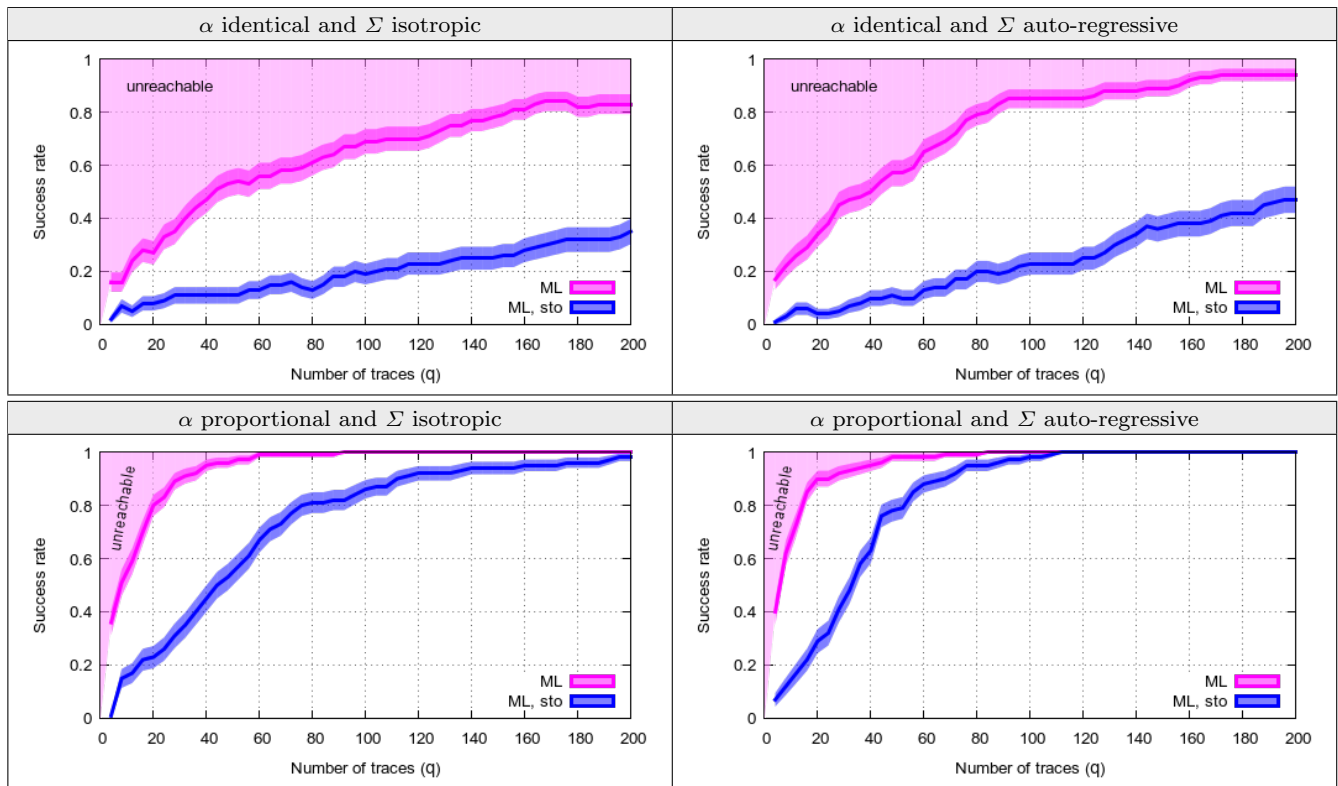 α identical and Σ isotropic
α identical and Σ auto-regressive
1
0.8
0.6
0.4
0.2
0
Success rate
unreachable
ML
ML, sto
0 20 40 60 80 100 120 140 160 180 200
Number of traces (q)
1
0.8
0.6
0.4
0.2
0
Success rate
unreachable
ML
ML, sto
0 20 40 60 80 100 120 140 160 180 200
Number of traces (q)
α proportional and Σ isotropic
α proportional and Σ auto-regressive
1
0.8
0.6
0.4
0.2
0
Success rate
unreachable
ML
ML, sto
0 20 40 60 80 100 120 140 160 180 200
Number of traces (q)
1
0.8
0.6
0.4
0.2
0
Success rate
unreachable
ML
ML, sto
0 20 40 60 80 100 120 140 160 180 200
Number of traces (q)